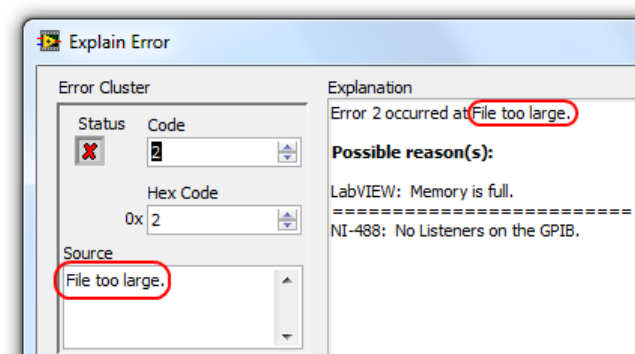 Explain Error
Error Cluster
Status
Code
2
Hex Code
0x 2
Source
File too large.
Explanation
Error 2 occurred at File too large.
Possible reason(s):
LabVIEW: Memory is full.
=========================
NI-488: No Listeners on the GPIB.